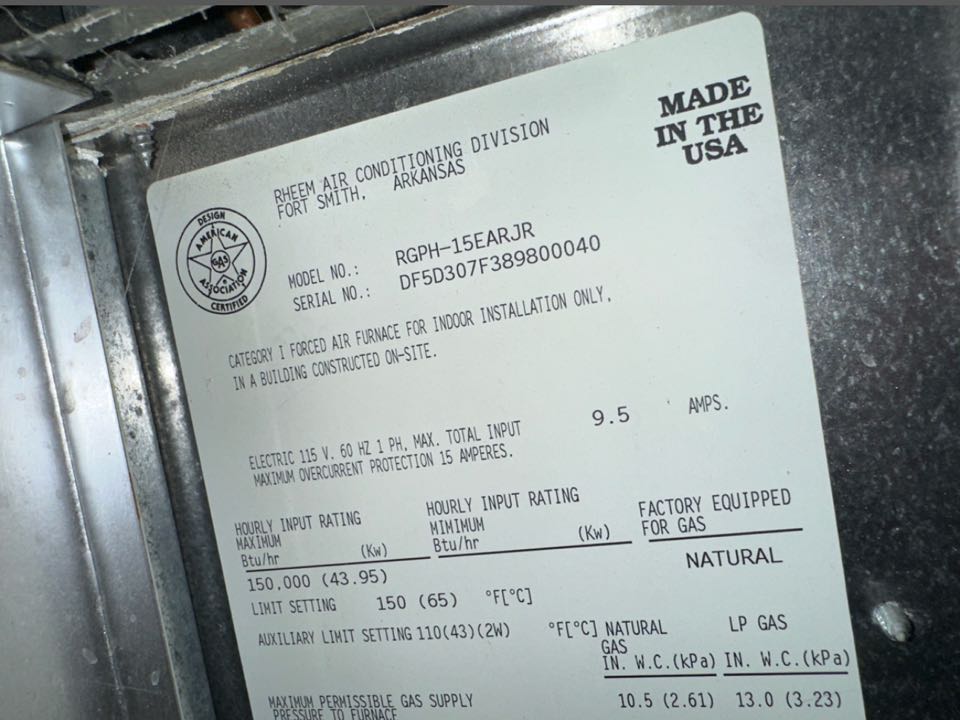 MADE
IN THE
USA
RHEEM AIR CONDITIONING DIVISION
FORT SMITH, ARKANSAS
DESIGN
AMERICAN
GAS
ASSOCIATION
CERTIFIED
MODEL NO.: RGPH-15EARJR
SERIAL NO.: DF5D307F389800040
CATEGORY I FORCED AIR FURNACE FOR INDOOR INSTALLATION ONLY,
IN A BUILDING CONSTRUCTED ON-SITE.
ELECTRIC 115 V. 60 HZ 1 PH, MAX. TOTAL INPUT 9.5 AMPS.
MAXIMUM OVERCURRENT PROTECTION 15 AMPERES.
HOURLY INPUT RATING
MAXIMUM
Btu/hr (Kw)
HOURLY INPUT RATING
MIMIMUM
Btu/hr (Kw)
FACTORY EQUIPPED
FOR GAS
150,000 (43.95)
NATURAL
LIMIT SETTING 150 (65) °F[°C]
AUXILIARY LIMIT SETTING 110(43)(2W) °F[°C]
NATURAL
GAS
IN. W.C.(kPa)
LP GAS
IN. W.C.(kPa)
MAXIMUM PERMISSIBLE GAS SUPPLY 10.5 (2.61) 13.0 (3.23)
PRESSURE TO FURNACE